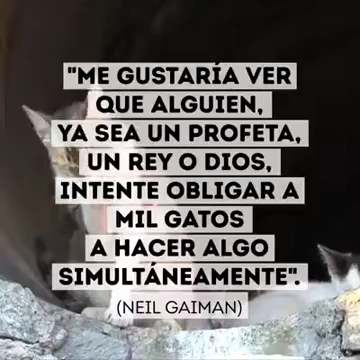 "ME GUSTARÍA VER
QUE ALGUIEN,
YA SEA UN PROFETA,
UN REY O DIOS,
INTENTE OBLIGAR A
MIL GATOS
A HACER ALGO
SIMULTÁNEAMENTE".
(NEIL GAIMAN)